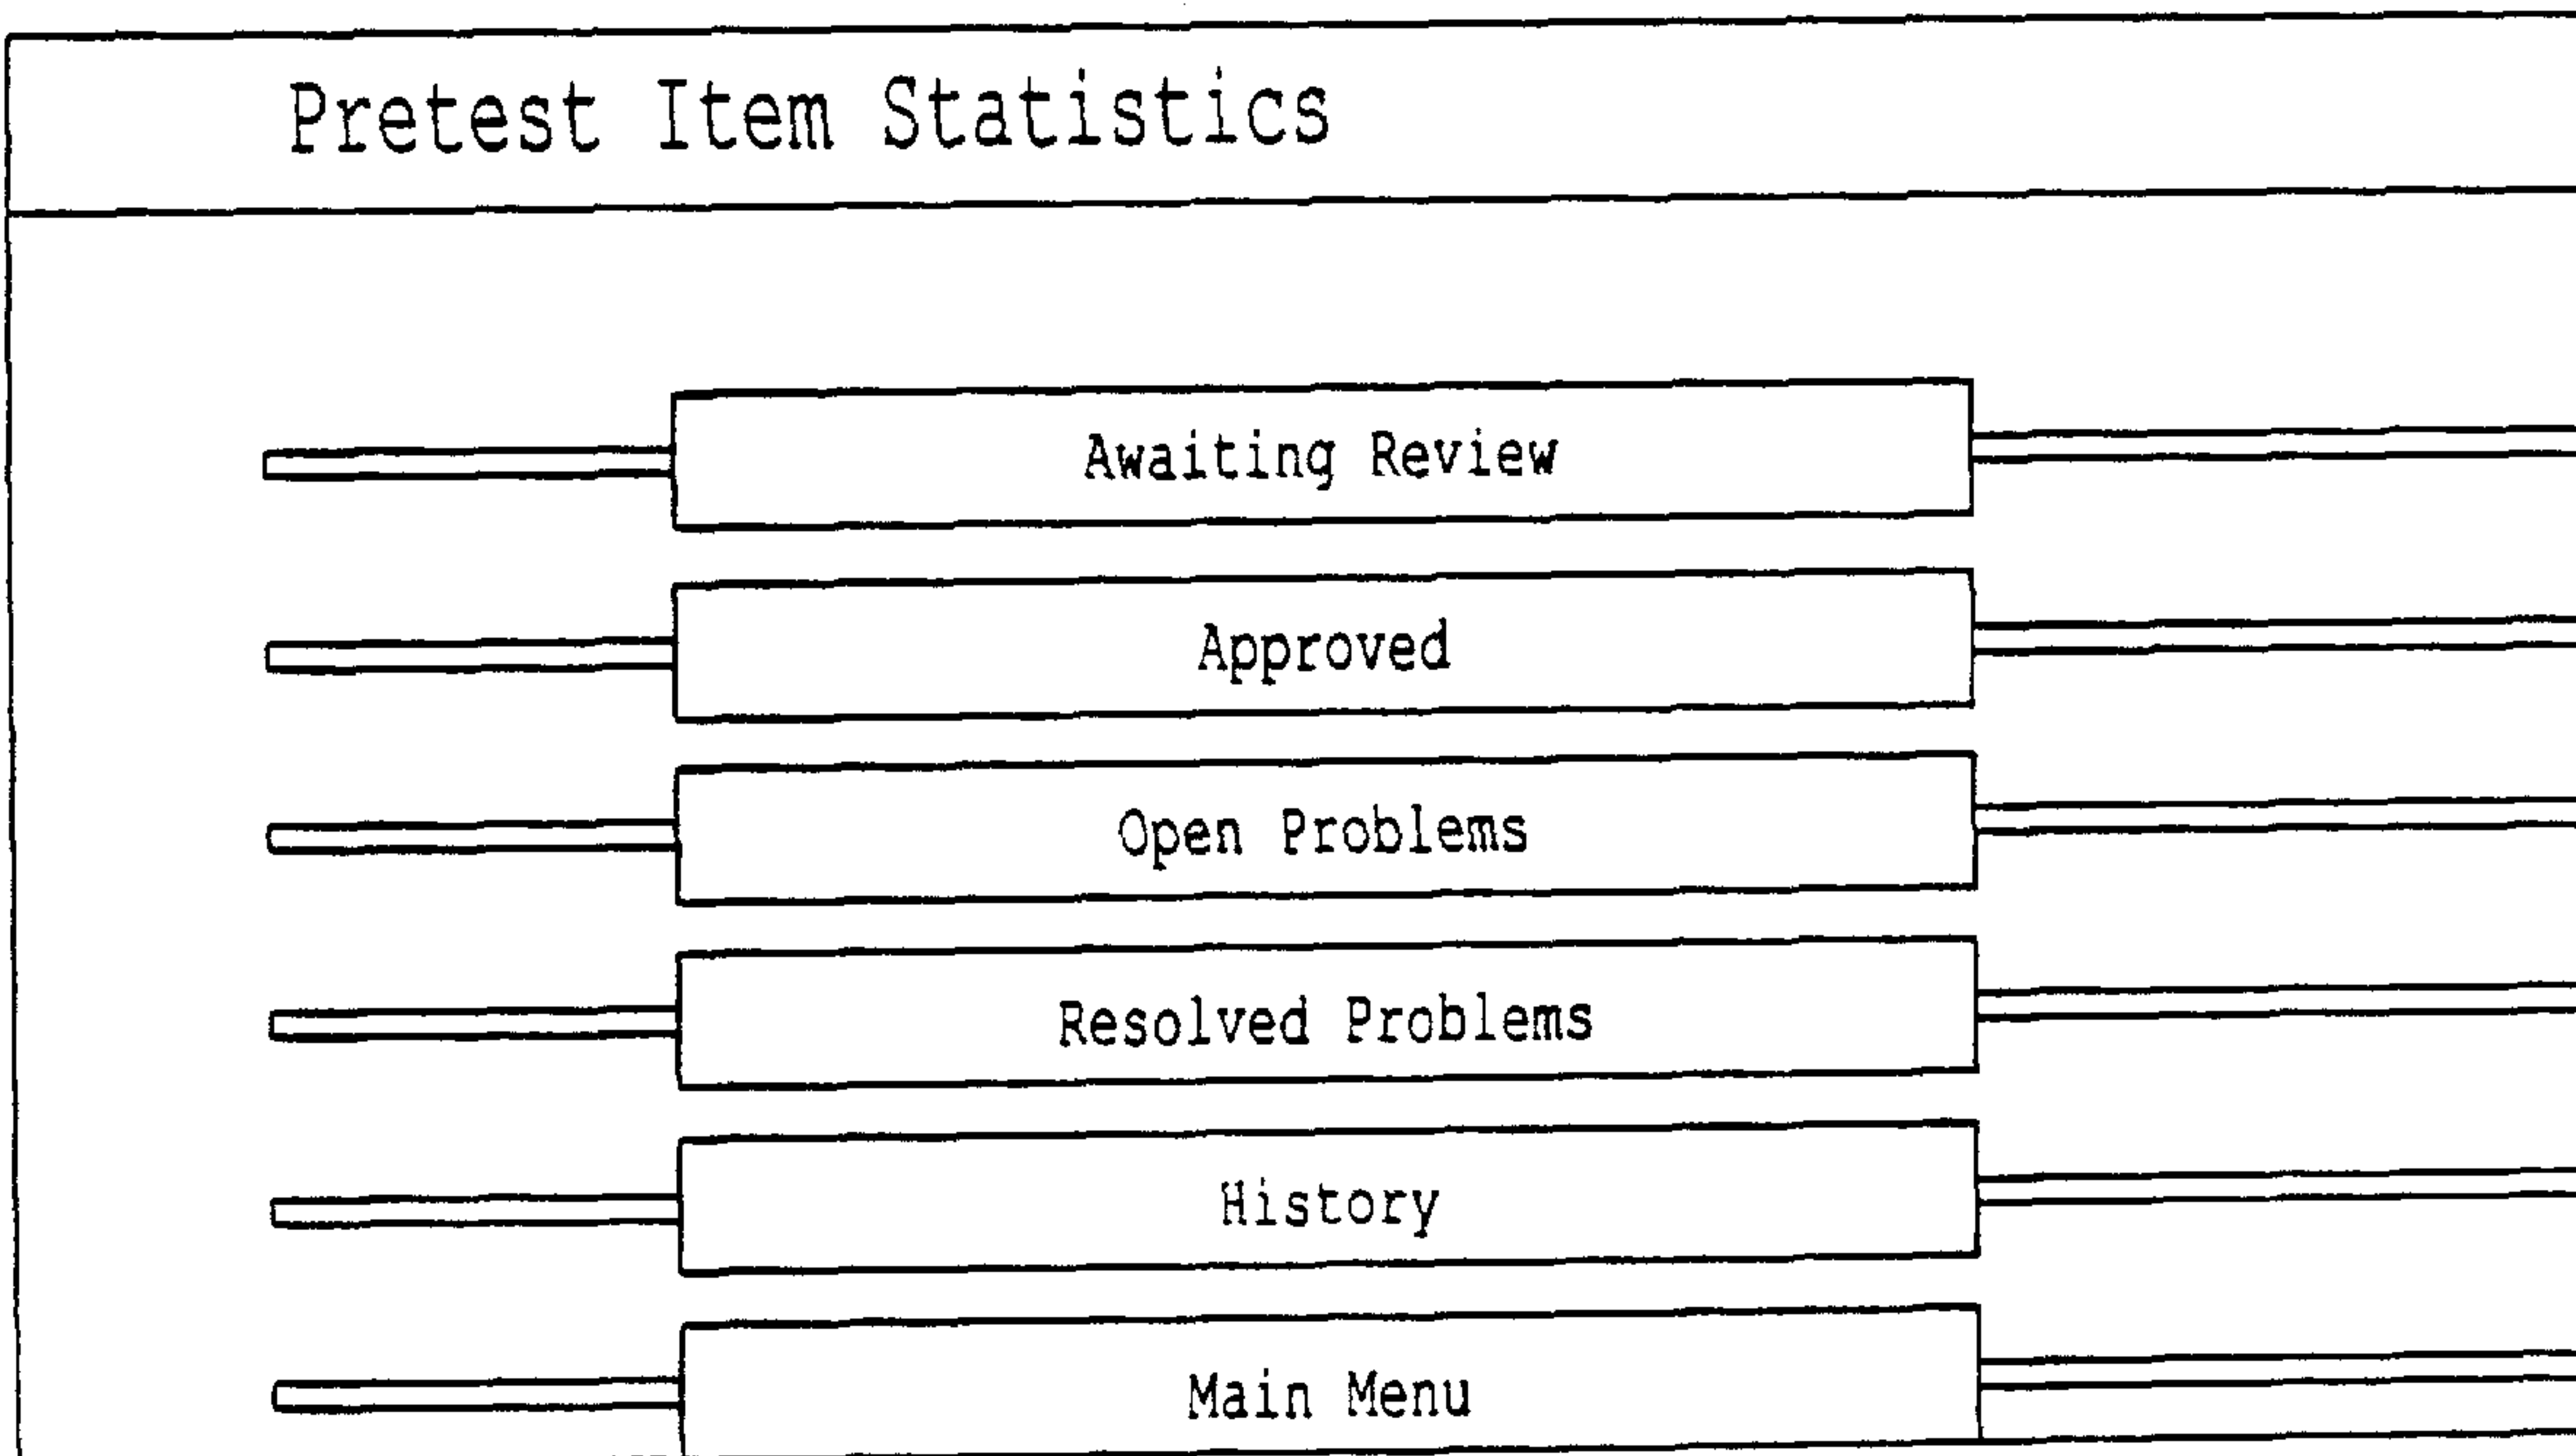 Pretest Item Statistics
Awaiting Review
Approved
Open Problems
Resolved Problems
History
Main Menu